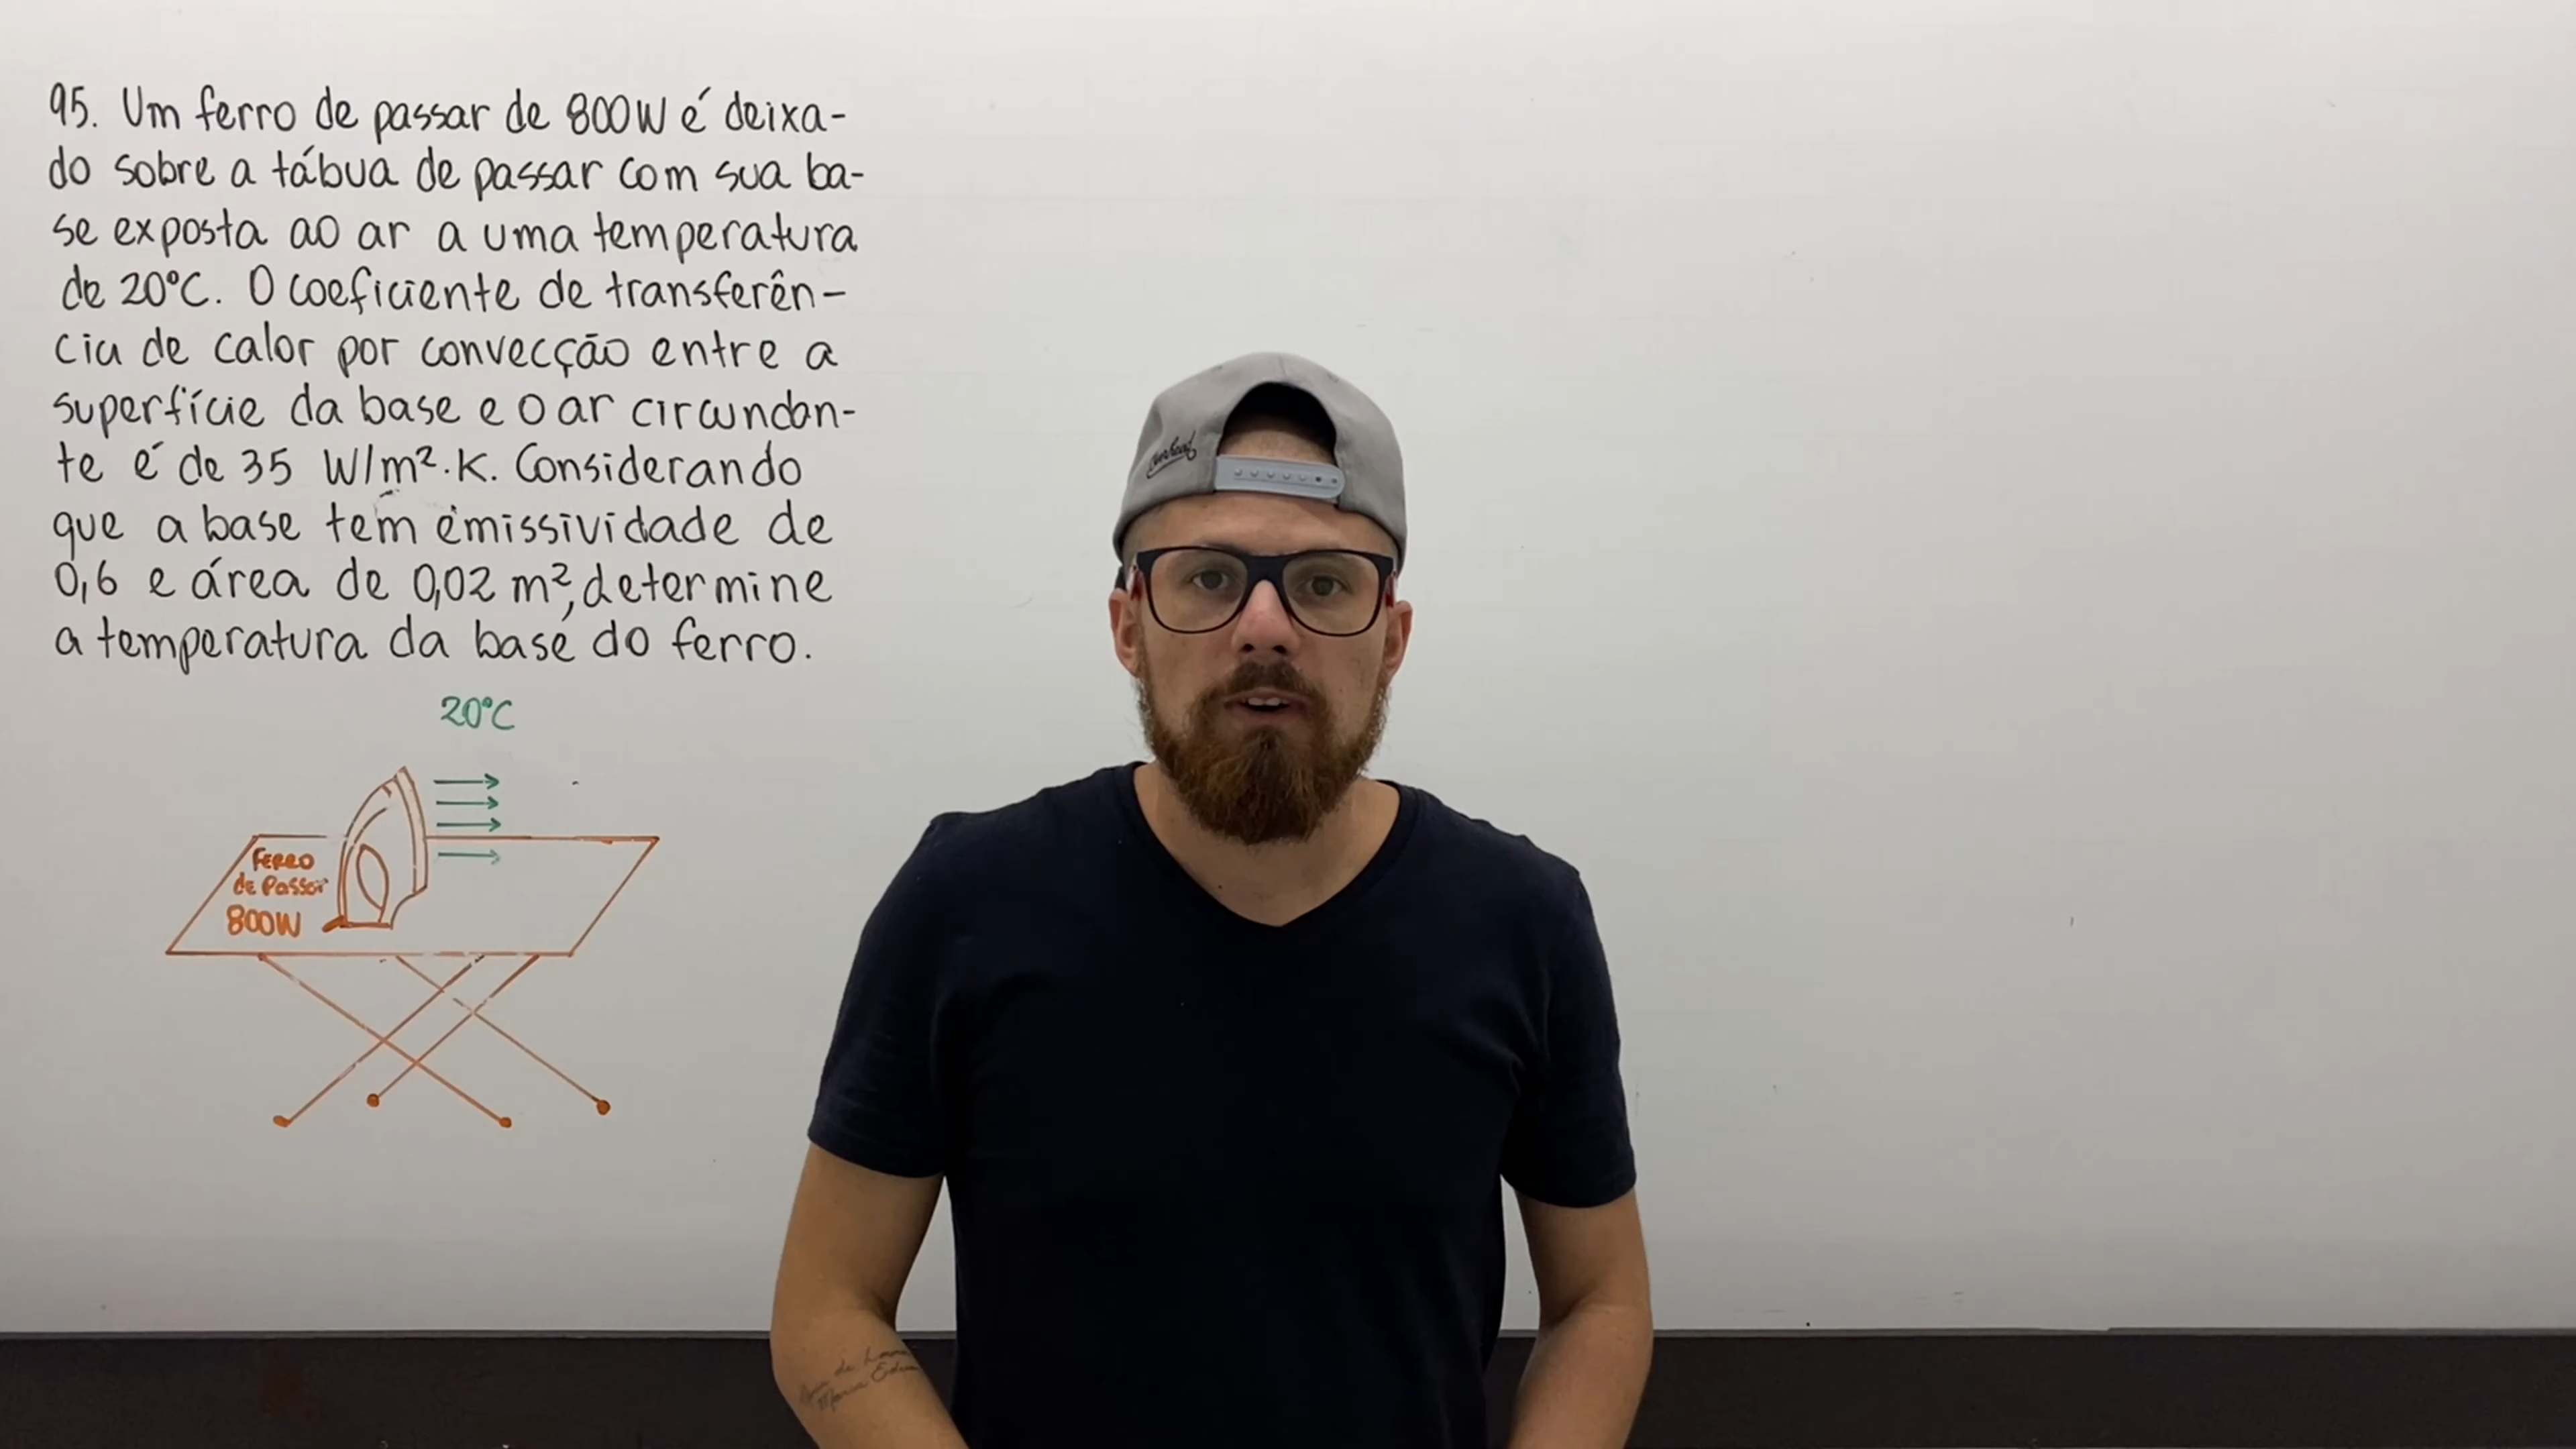 95. Um ferro de passar de 800W é deixa-
do sobre a tábua de passar com sua ba-
se exposta ao ar a uma temperatura
de 20°C. O coeficiente de transferên-
cia de calor por convecção entre a
superfície da base e o ar circundan-
te é de 35 W/m².K. Considerando
que a base tem emissividade de
0,6 e área de 0,02 m², determine
a temperatura da base do ferro.
20°C
FERRO
de Passar
800W
Overhead